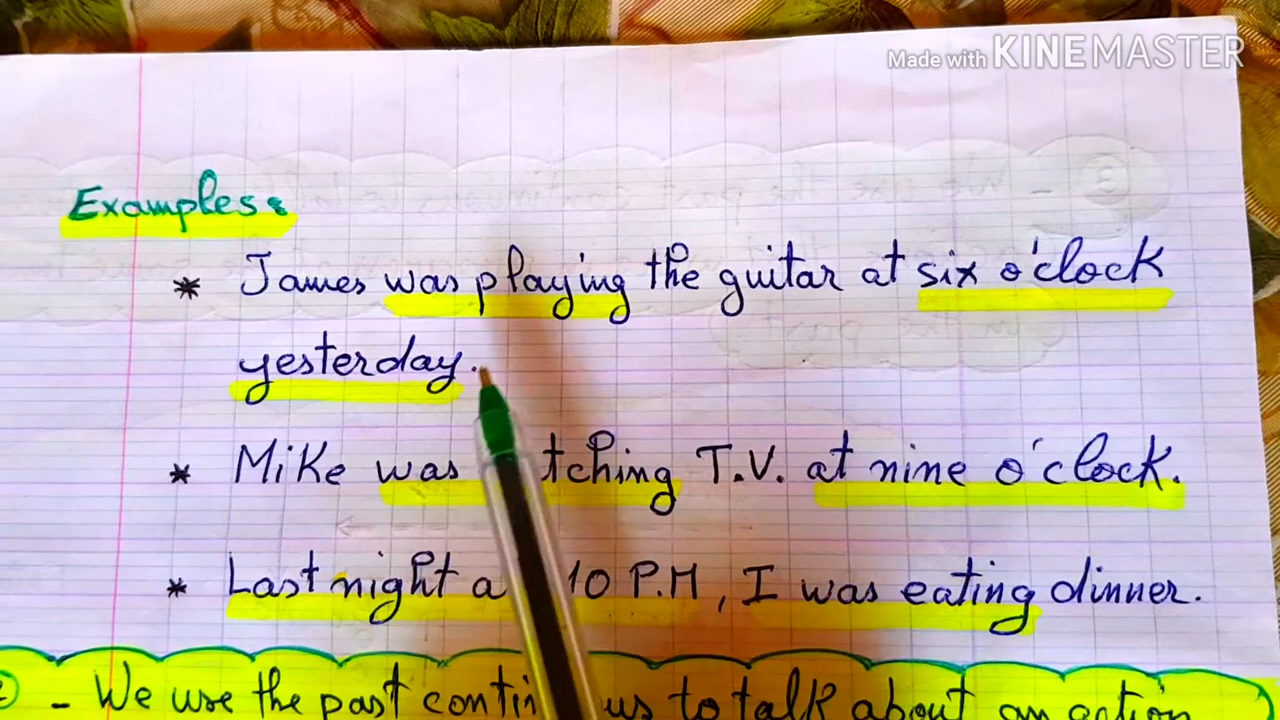 Made with KINEMASTER
Examples:
* James was playing the guitar at six o'clock
yesterday.
* Mike was tching T.V. at nine o'clock.
* Last night a 10 P.M, I was eating dinner.
- We use the past conti us to talk about an action